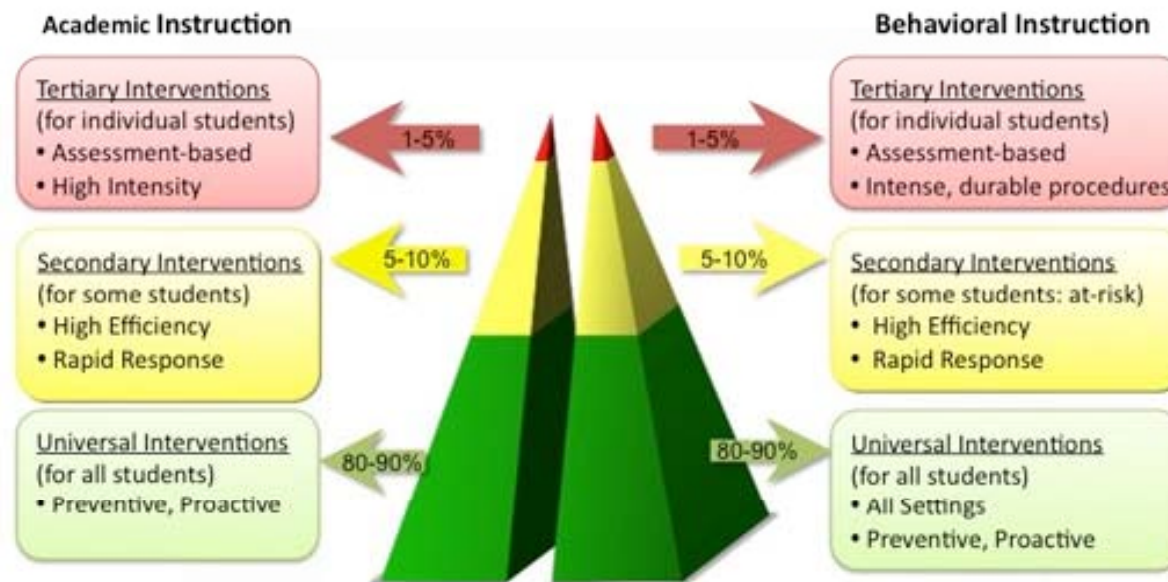 Academic Instruction
Tertiary Interventions
(for individual students)
• Assessment-based
• High Intensity
1-5%
Secondary Interventions
(for some students)
• High Efficiency
• Rapid Response
5-10%
Universal Interventions
(for all students)
• Preventive, Proactive
80-90%
Behavioral Instruction
1-5%
Tertiary Interventions
(for individual students)
• Assessment-based
• Intense, durable procedures
5-10%
Secondary Interventions
(for some students: at-risk)
• High Efficiency
• Rapid Response
80-90%
Universal Interventions
(for all students)
• All Settings
• Preventive, Proactive